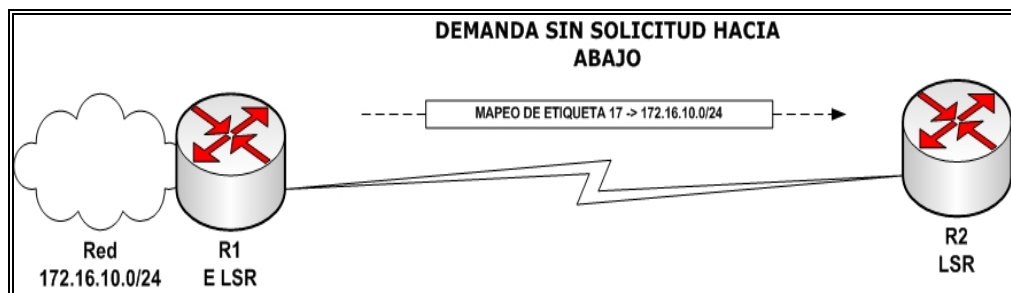 DEMANDA SIN SOLICITUD HACIA
ABAJO
MAPEO DE ETIQUETA 17 -> 172.16.10.0/24
Red
172.16.10.0/24
R1
E LSR
R2
LSR